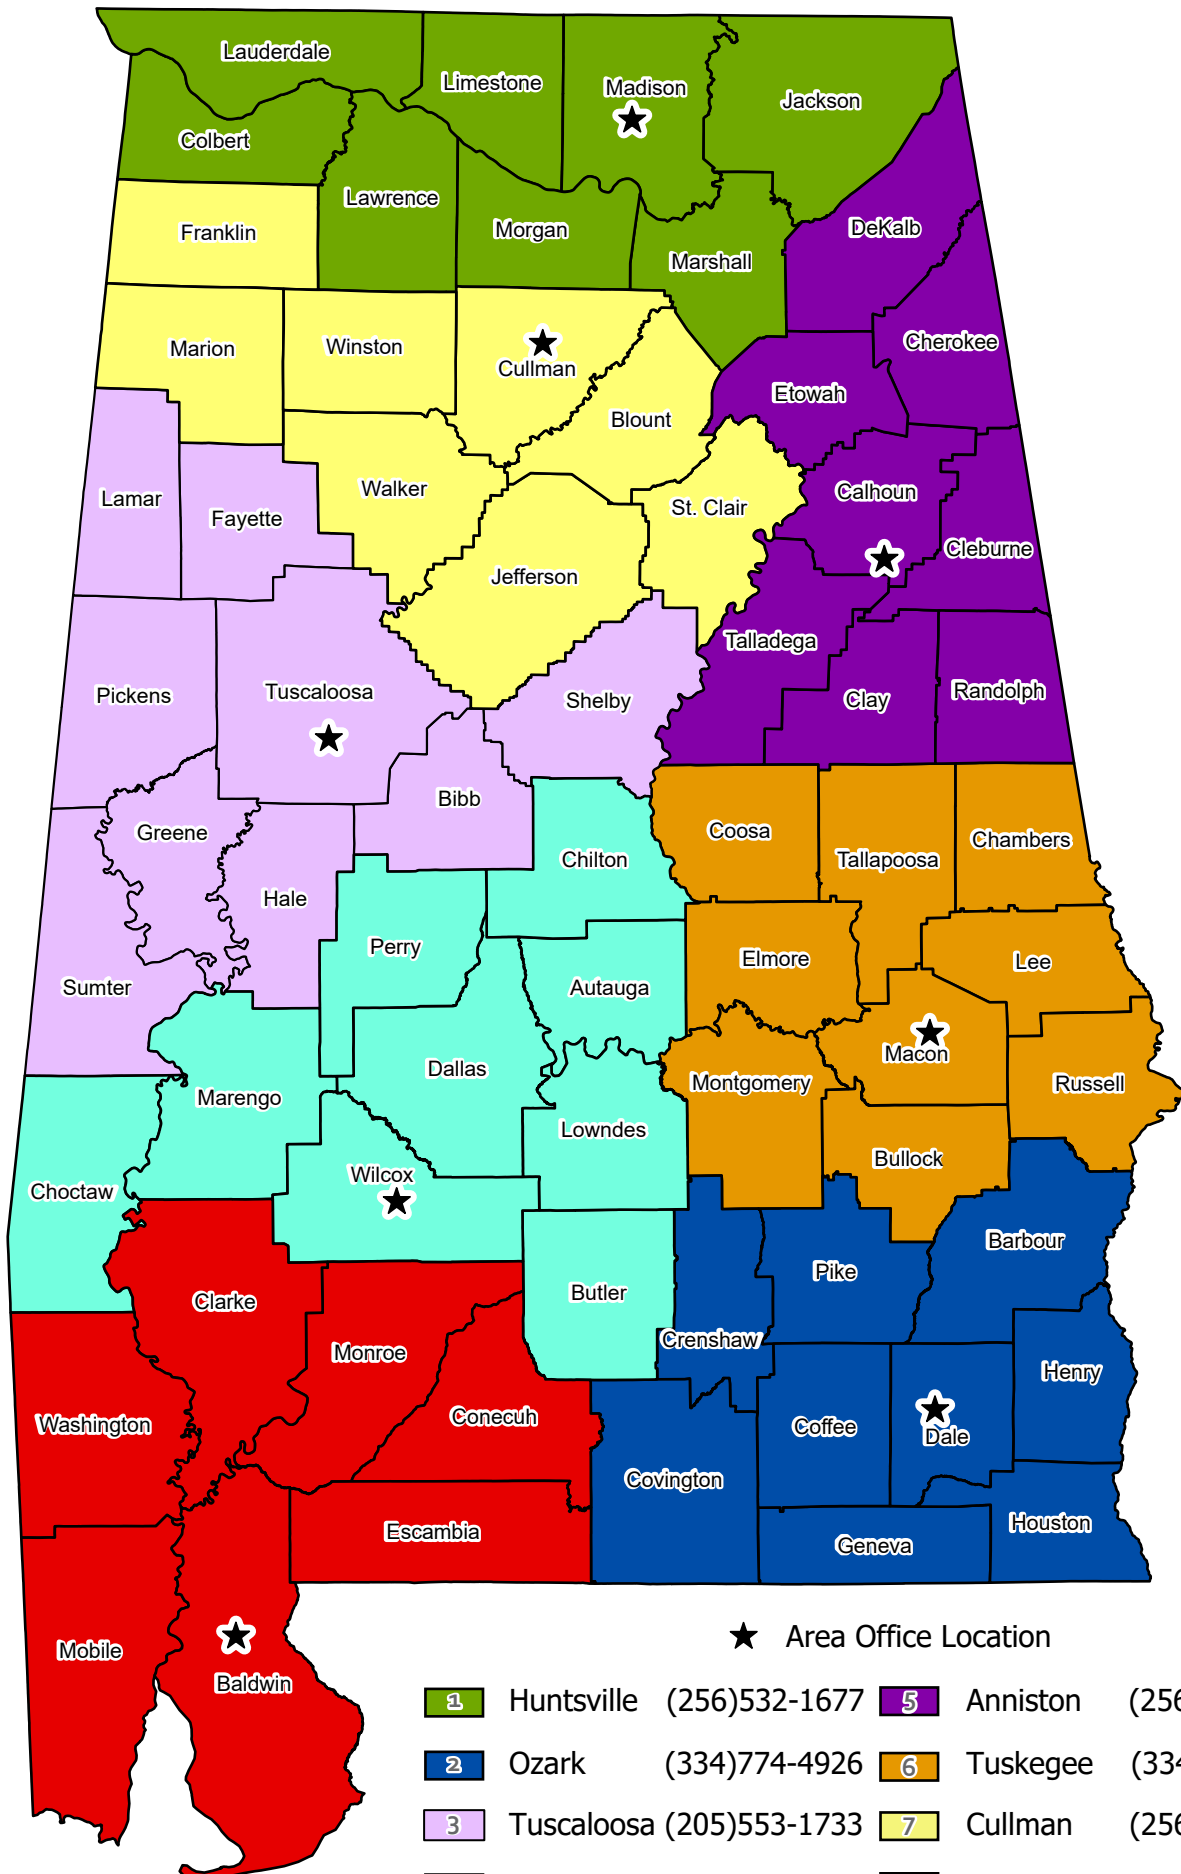 Lauderdale
Limestone
Madison
Jackson
Colbert
Lawrence
Franklin
Morgan
DeKalb
Marshall
Marion
Winston
Cullman
Cherokee
Etowah
Blount
Walker
Lamar
Fayette
St. Clair
Calhoun
Cleburne
Jefferson
Talladega
Pickens
Tuscaloosa
Shelby
Clay
Randolph
Bibb
Greene
Coosa
Chambers
Tallapoosa
Chilton
Hale
Perry
Elmore
Lee
Sumter
Autauga
Macon
Dallas
Montgomery
Russell
Marengo
Lowndes
Bullock
Wilcox
Choctaw
Barbour
Pike
Clarke
Butler
Crenshaw
Monroe
Henry
Washington
Conecuh
Coffee
Dale
Covington
Houston
Escambia
Geneva
Mobile
Baldwin
Area Office Location
1 Huntsville (256)532-1677 5 Anniston (256
2 Ozark (334)774-4926 6 Tuskegee (334
3 Tuscaloosa (205)553-1733 7 Cullman (256